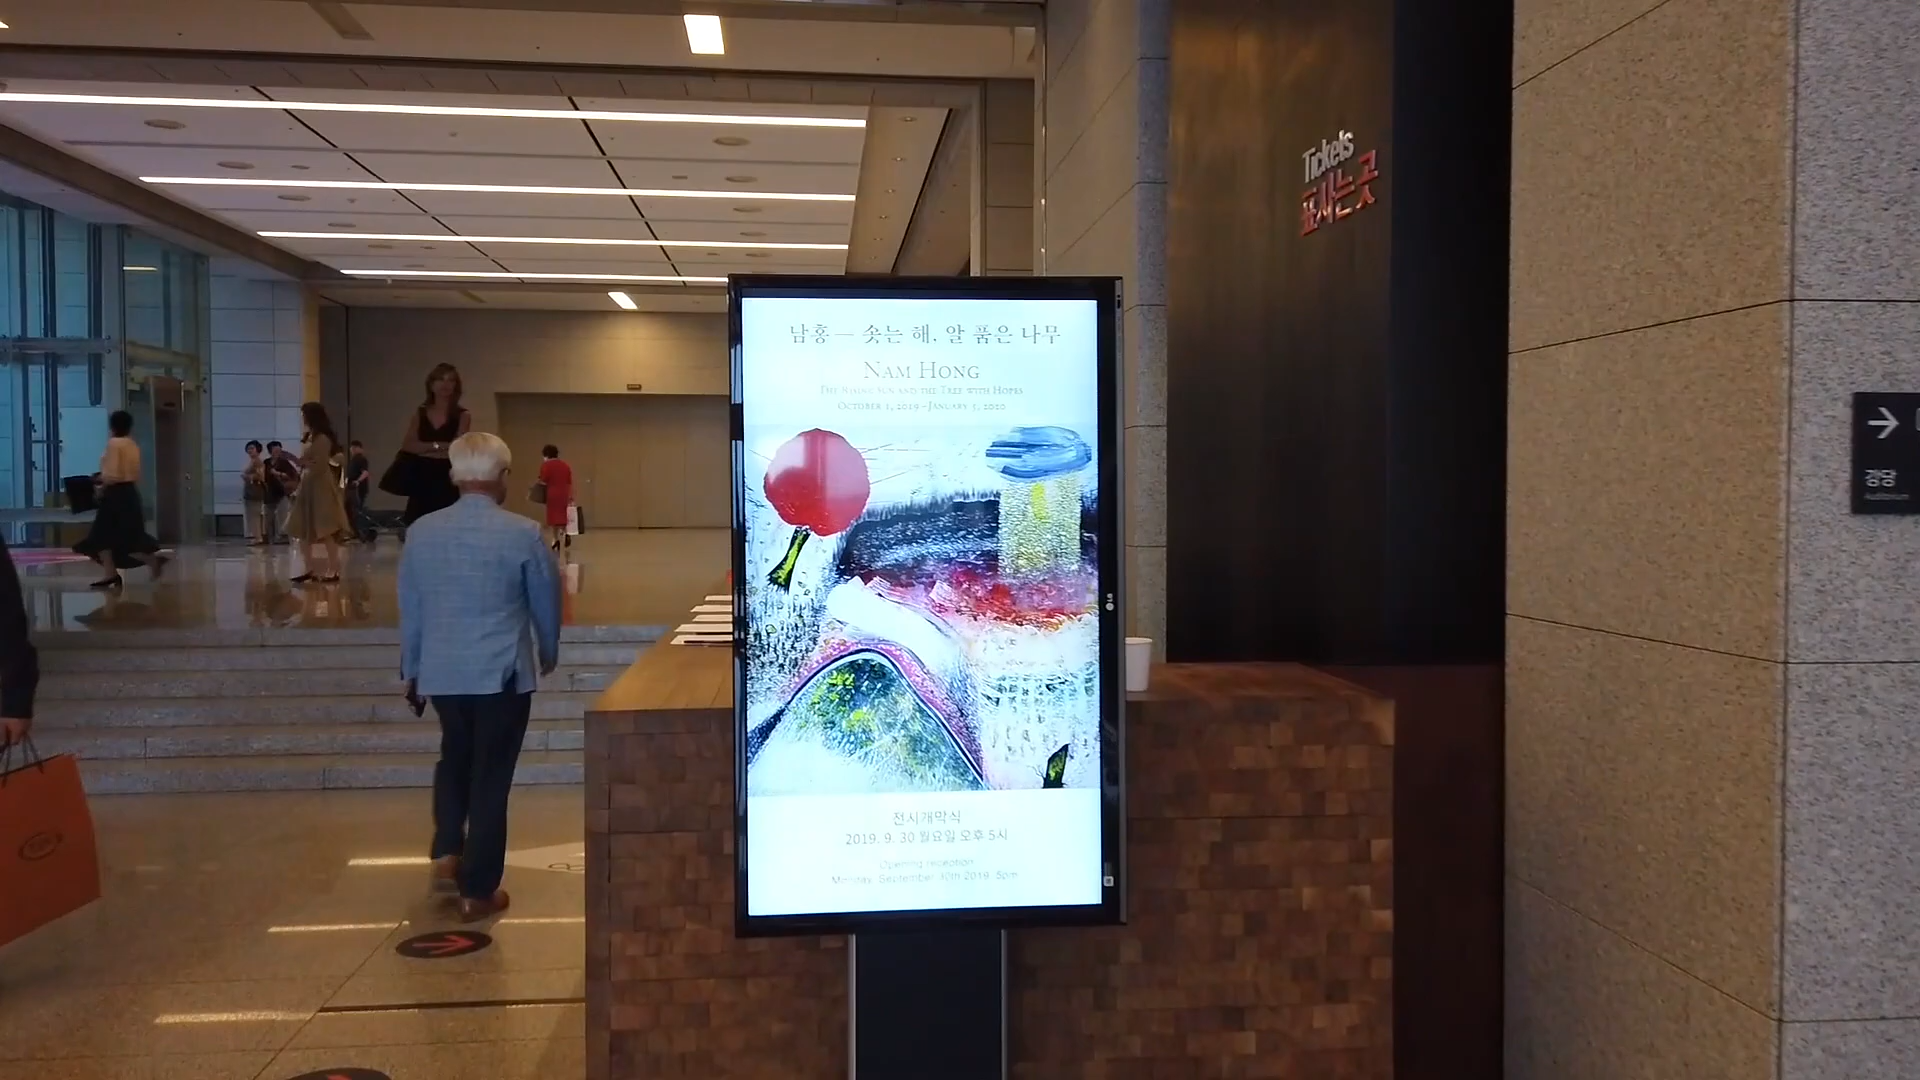 남홍 — 솟는 해, 알 품은 나무
NAM HONG
THE RISING SUN AND THE TREE WITH HOPES
OCTOBER 1, 2019–JANUARY 5, 2020
전시개막식
2019. 9. 30 월요일 오후 5시
Opening reception
Monday, September 30th 2019, 5pm
LG
Tickets
표사는곳
강당
Auditorium